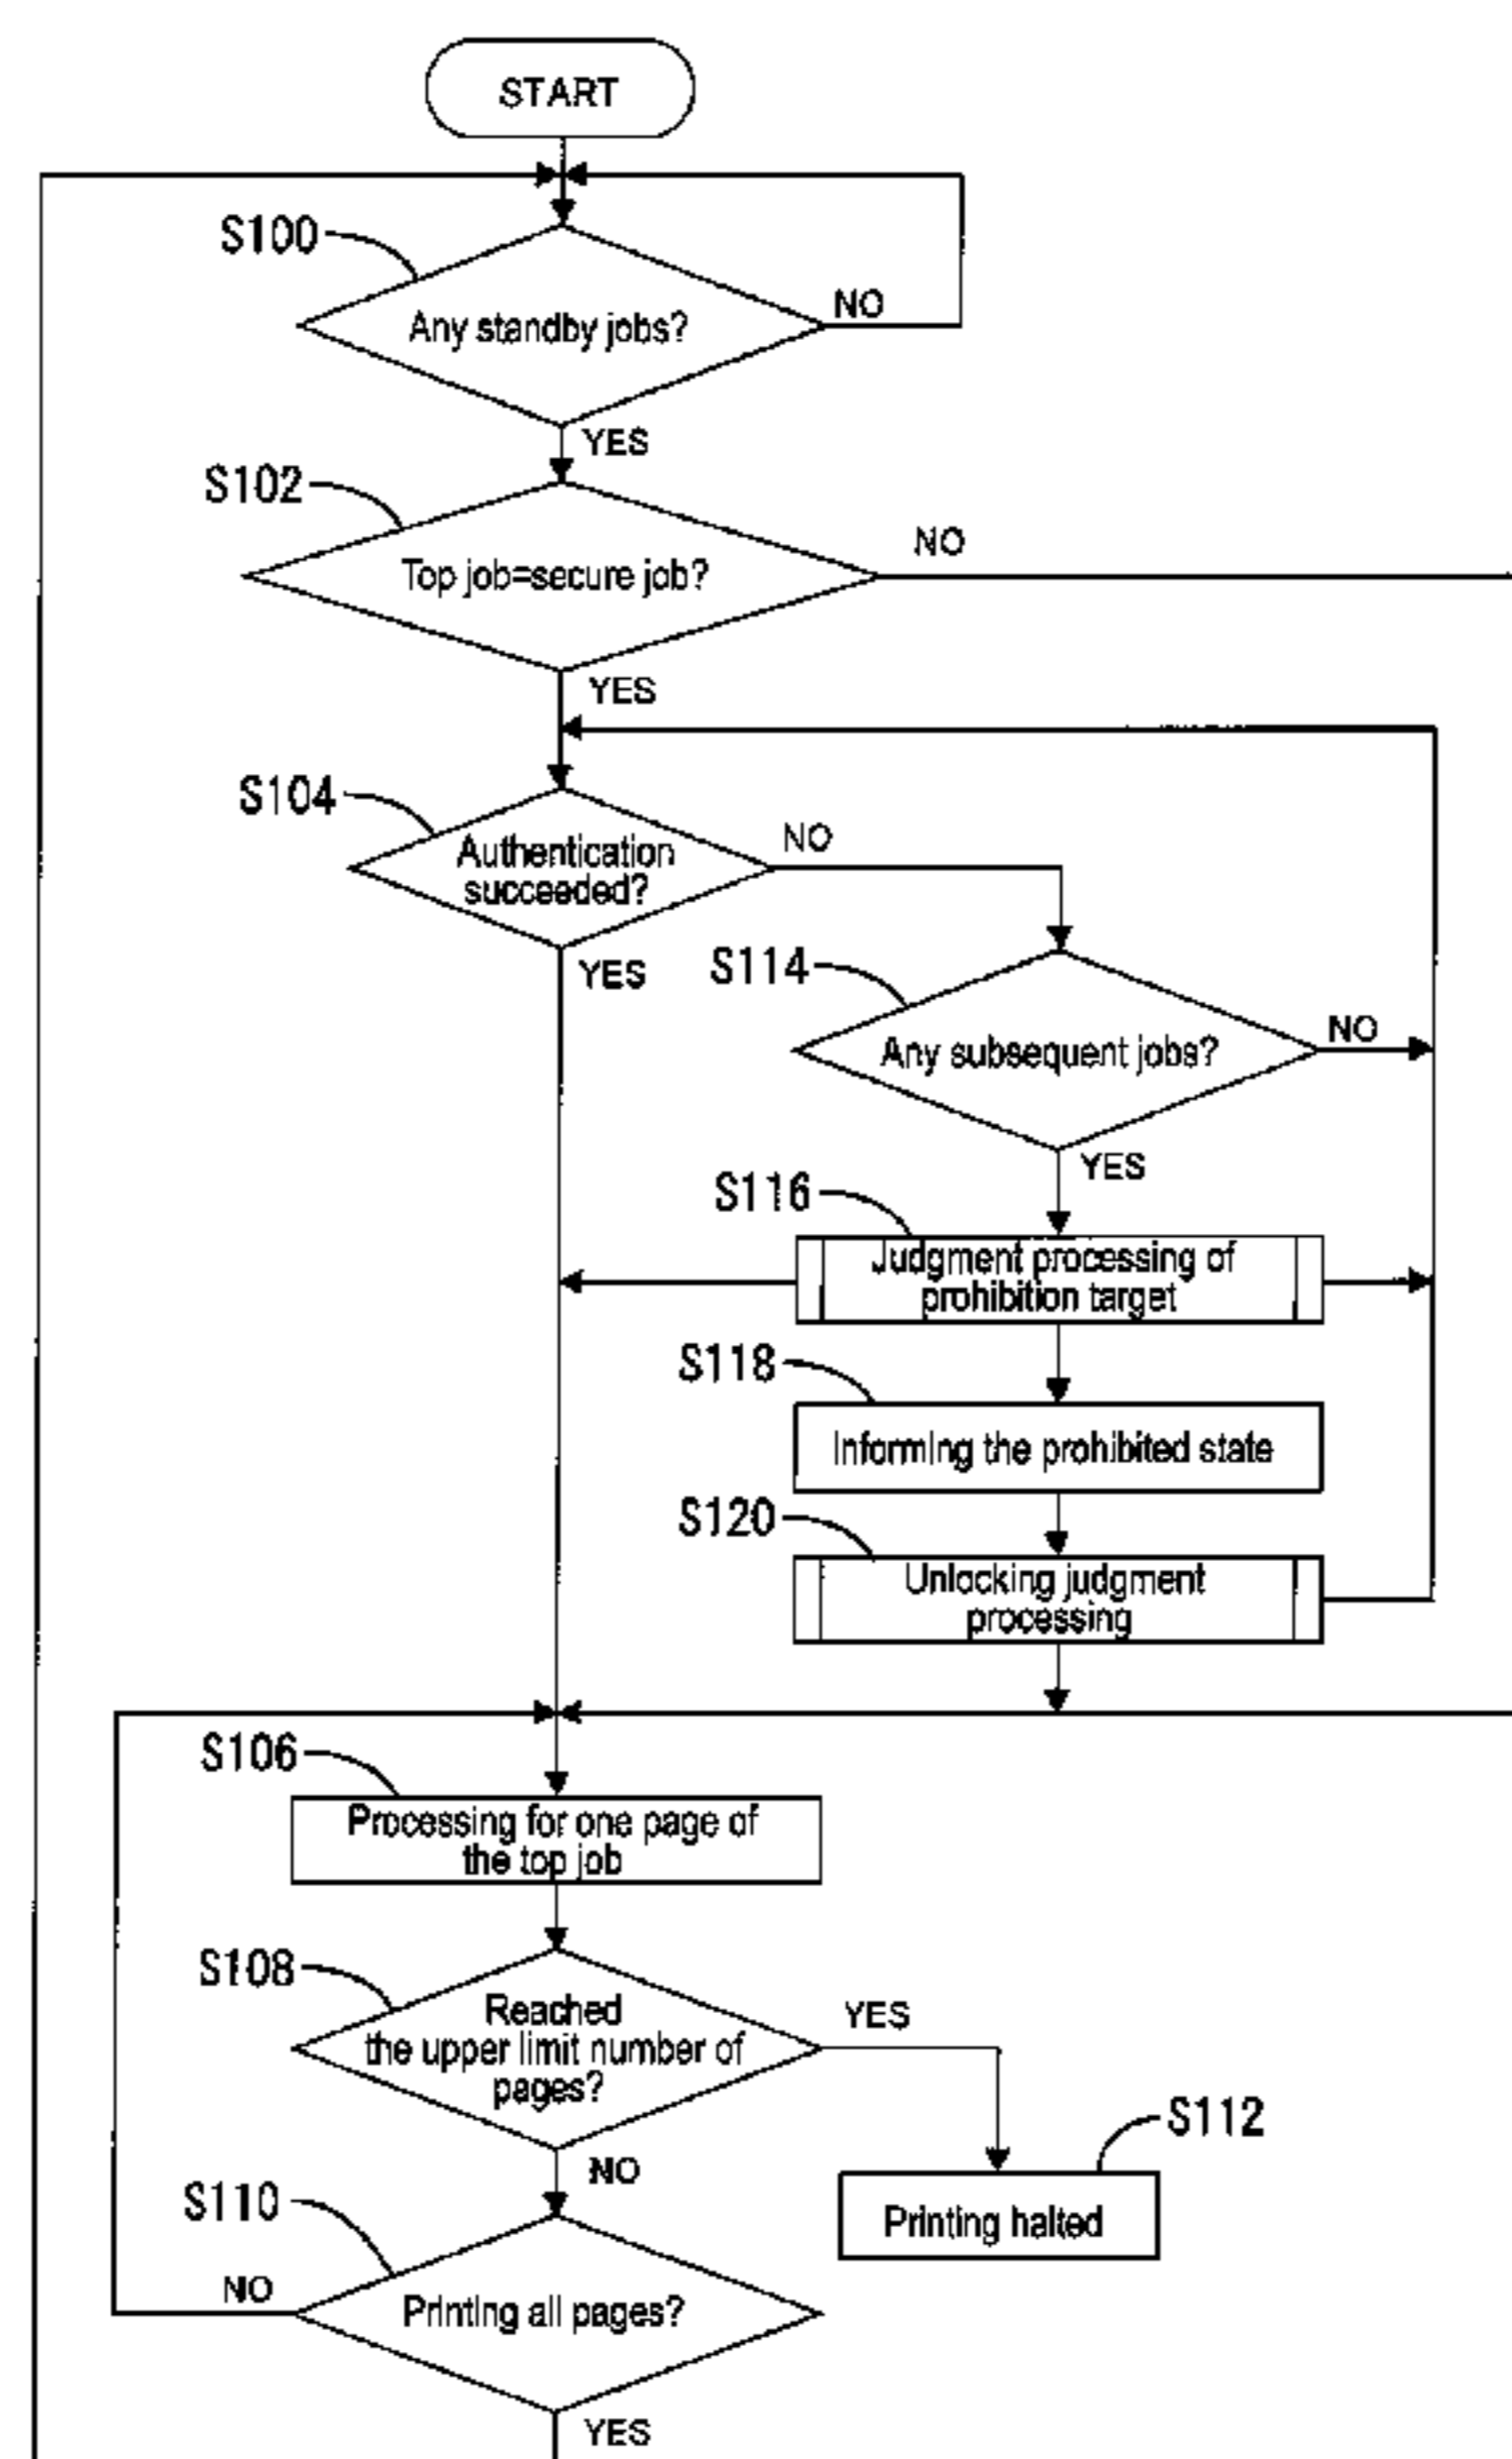 START
S100
Any standby jobs?
NO
YES
S102
Top job=secure job?
NO
YES
S104
Authentication
succeeded?
NO
YES
S114
Any subsequent jobs?
NO
YES
S116
Judgment processing of
prohibition target
S118
Informing the prohibited state
S120
Unlocking judgment
processing
S106
Processing for one page of
the top job
S108
Reached
the upper limit number of
pages?
YES
NO
S112
Printing halted
S110
Printing all pages?
NO
YES